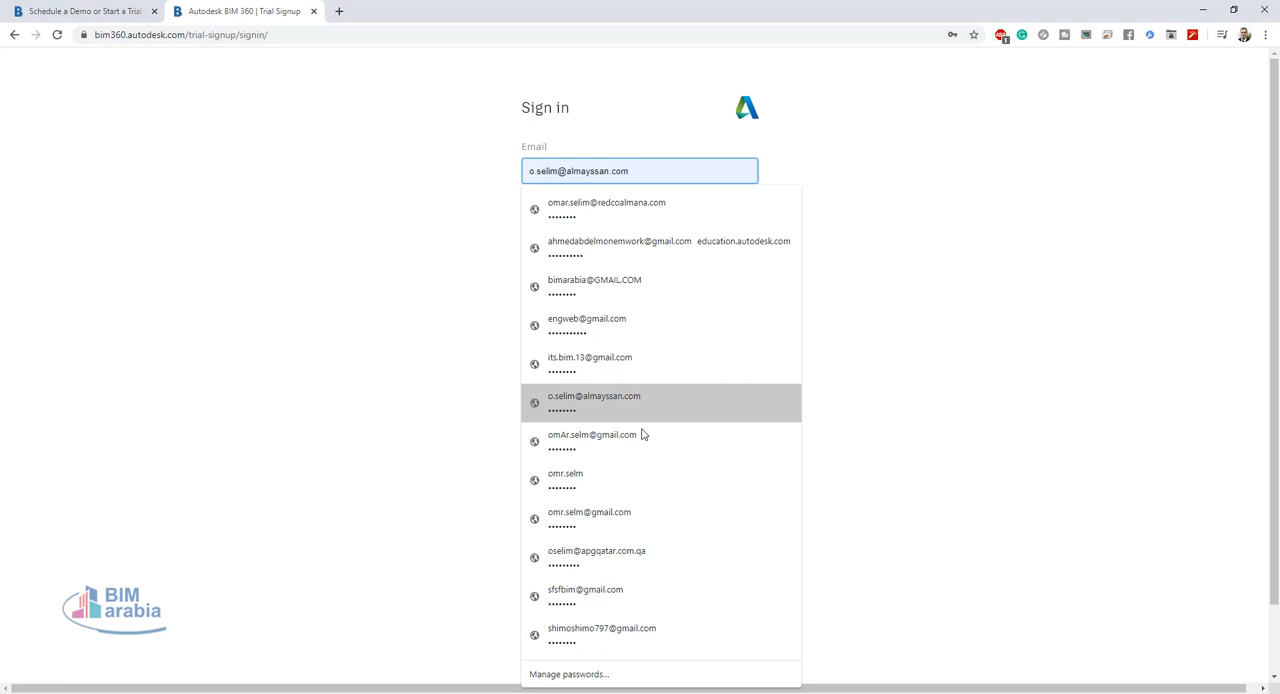 Schedule a Demo or Start a Trial
Autodesk BIM 360 | Trial Signup
bim360.autodesk.com/trial-signup/signin/
Sign in
Email
o.selim@almayssan.com
omar.selim@redcoalmana.com
••••••••
ahmedabdelmonemwork@gmail.com education.autodesk.com
••••••••••
bimarabia@GMAIL.COM
••••••••
engweb@gmail.com
•••••••••••
its.bim.13@gmail.com
••••••••
o.selim@almayssan.com
••••••••
omAr.selm@gmail.com
••••••••
omr.selm
••••••••
omr.selm@gmail.com
••••••••
oselim@apgqatar.com.qa
•••••••••
sfsfbim@gmail.com
••••••••
shimoshimo797@gmail.com
••••••••
Manage passwords...
BIM
arabia